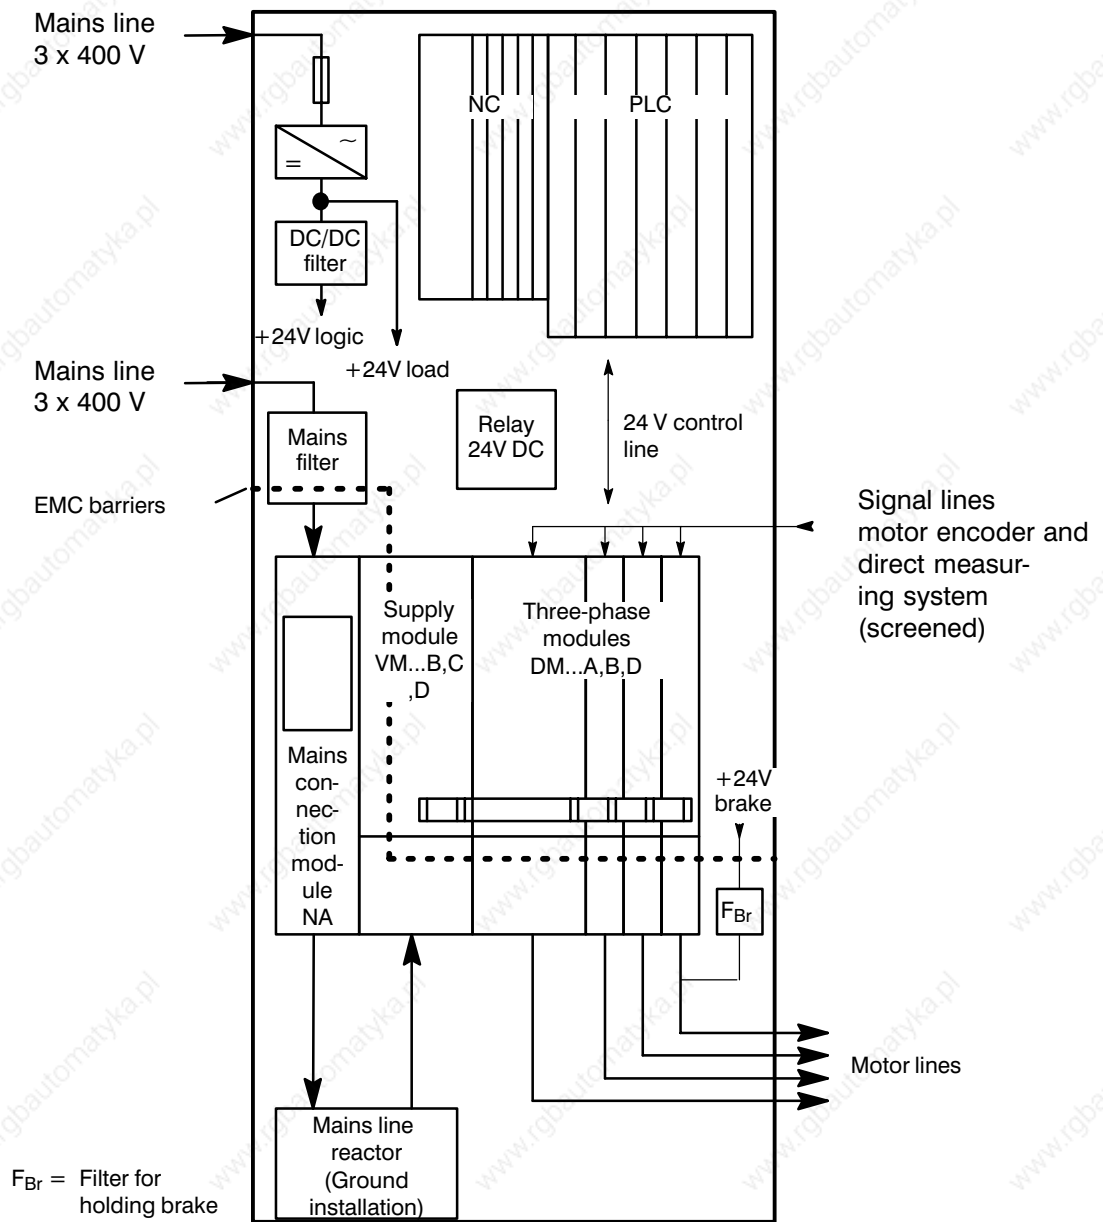 Mains line
3 x 400 V
NC
PLC
~
=
DC/DC
filter
+24V logic
+24V load
Mains line
3 x 400 V
Mains
filter
Relay
24V DC
24 V control
line
EMC barriers
Signal lines
motor encoder and
direct measur-
ing system
(screened)
Supply
module
VM...B,C
,D
Three-phase
modules
DM...A,B,D
Mains
con-
nec-
tion
mod-
ule
NA
+24V
brake
FBr
Motor lines
Mains line
reactor
(Ground
installation)
FBr = Filter for
holding brake
www.rgbautomatyka.pl